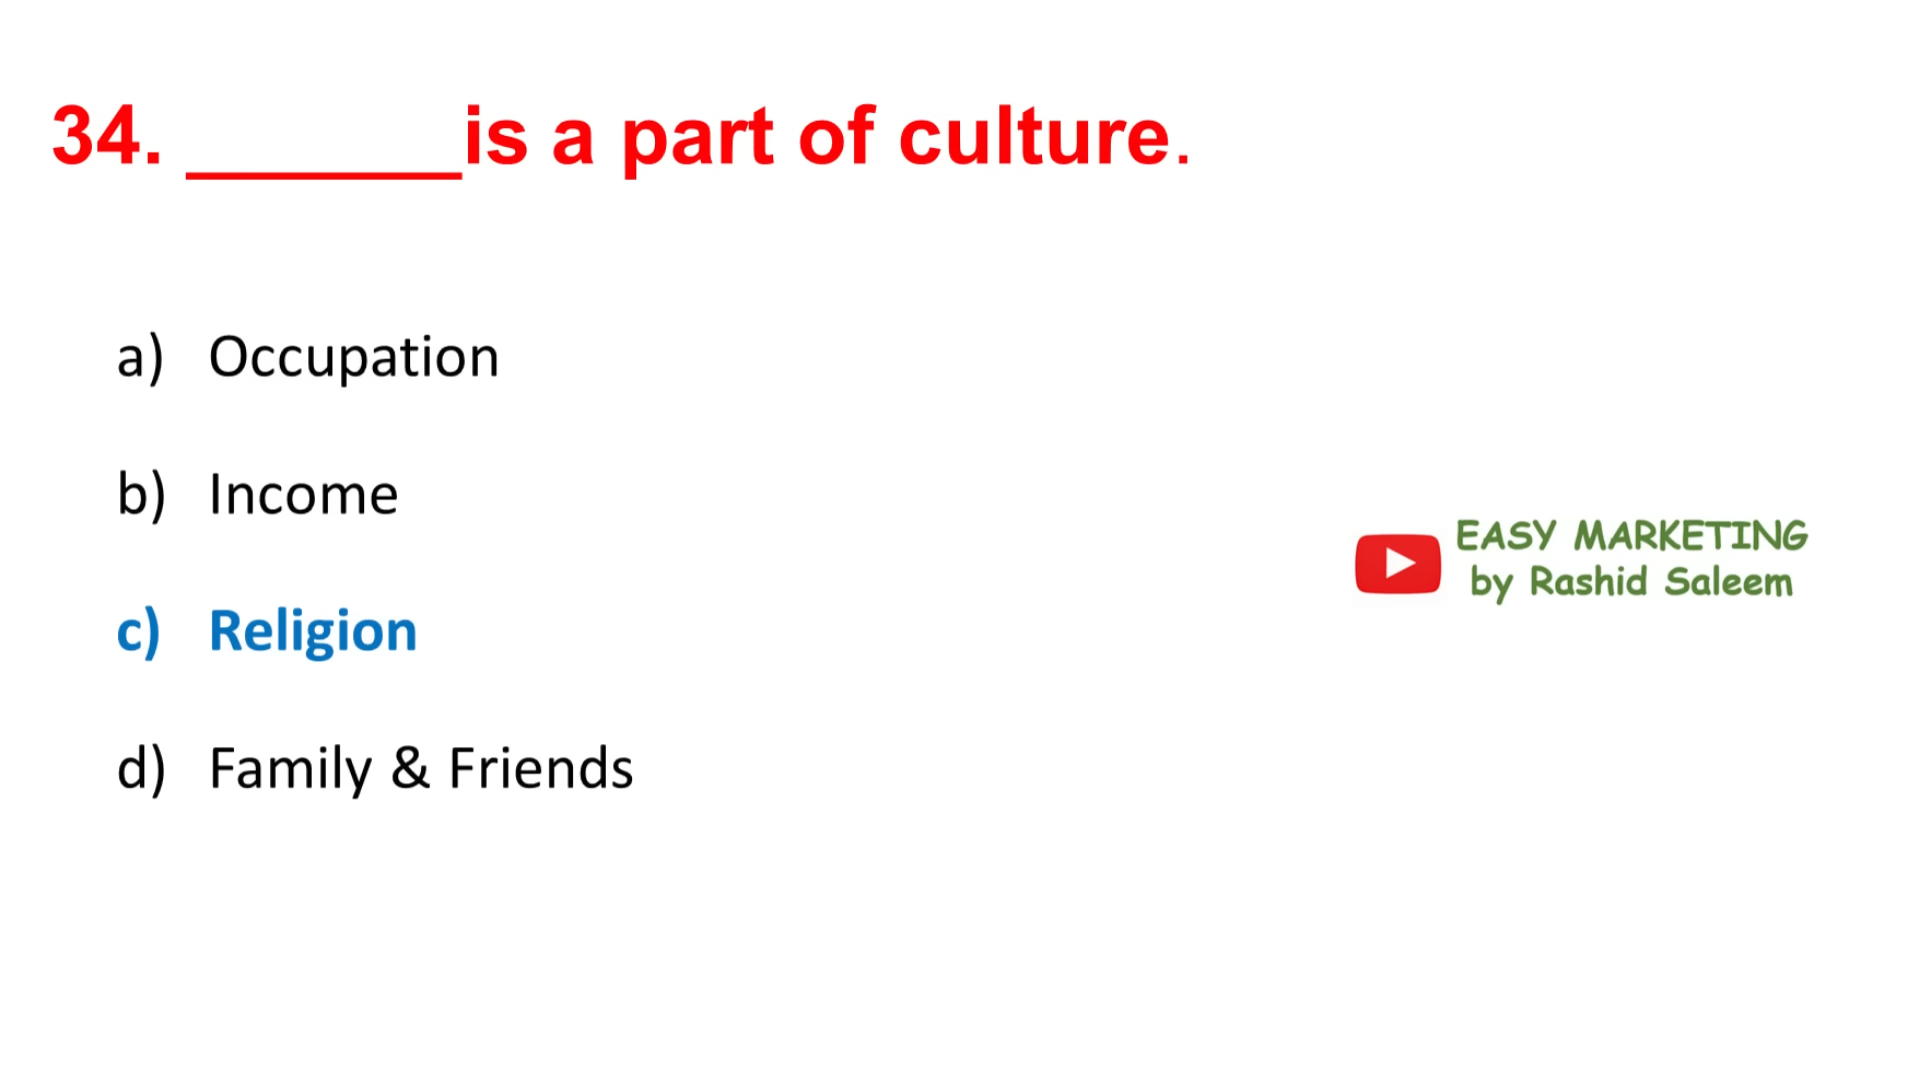 34. ______is a part of culture.
a) Occupation
b) Income
c) Religion
d) Family & Friends
EASY MARKETING
by Rashid Saleem